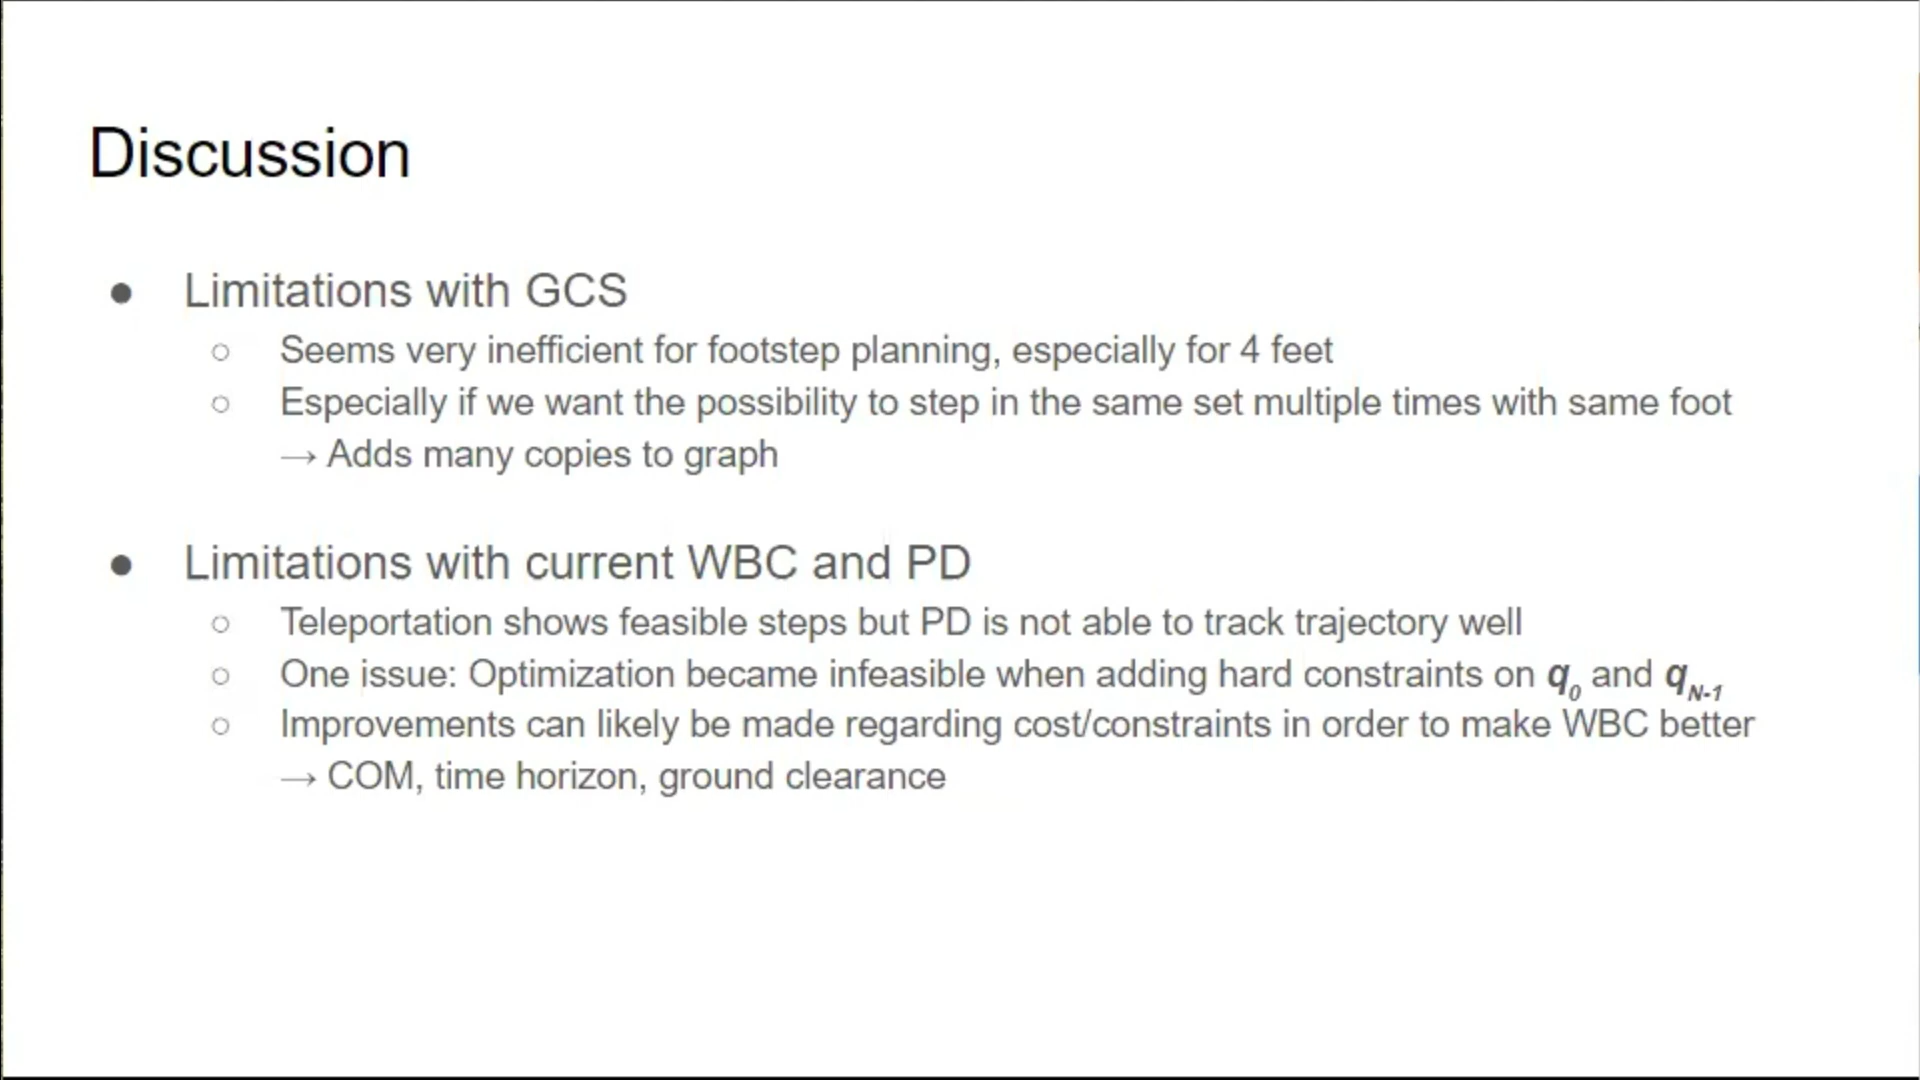 Discussion
● Limitations with GCS
○ Seems very inefficient for footstep planning, especially for 4 feet
○ Especially if we want the possibility to step in the same set multiple times with same foot
→ Adds many copies to graph
● Limitations with current WBC and PD
○ Teleportation shows feasible steps but PD is not able to track trajectory well
○ One issue: Optimization became infeasible when adding hard constraints on q0 and qN-1
○ Improvements can likely be made regarding cost/constraints in order to make WBC better
→ COM, time horizon, ground clearance